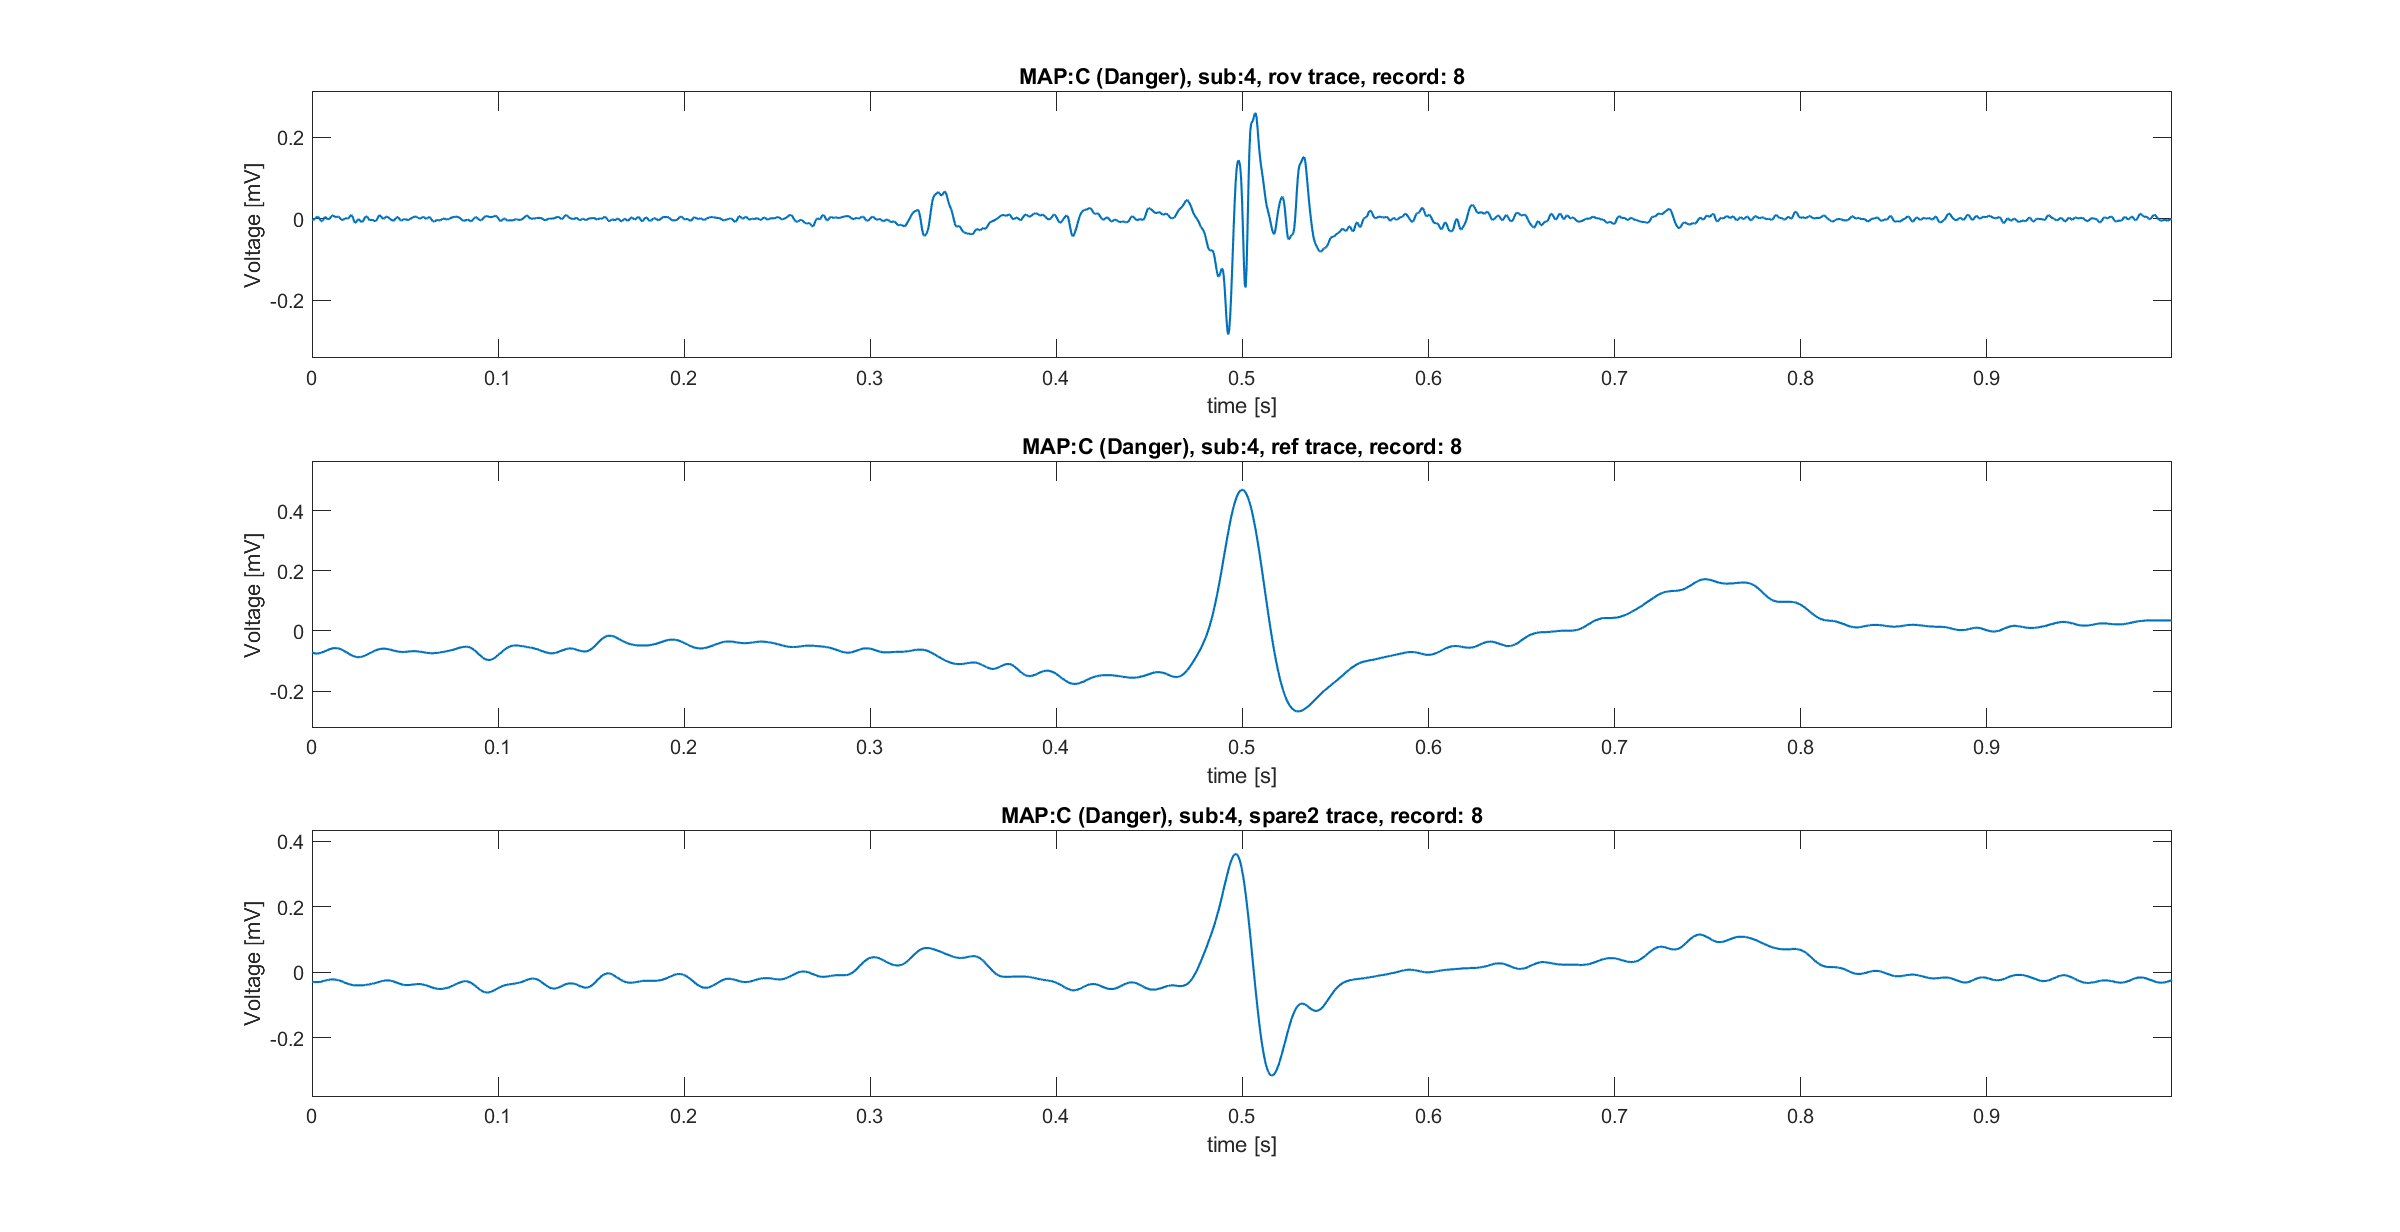 MAP:C (Danger), sub:4, rov trace, record: 8
Voltage [mV]
0.2
0
-0.2
0 0.1 0.2 0.3 0.4 0.5 0.6 0.7 0.8 0.9
time [s]
MAP:C (Danger), sub:4, ref trace, record: 8
Voltage [mV]
0.4
0.2
0
-0.2
0 0.1 0.2 0.3 0.4 0.5 0.6 0.7 0.8 0.9
time [s]
MAP:C (Danger), sub:4, spare2 trace, record: 8
Voltage [mV]
0.4
0.2
0
-0.2
0 0.1 0.2 0.3 0.4 0.5 0.6 0.7 0.8 0.9
time [s]